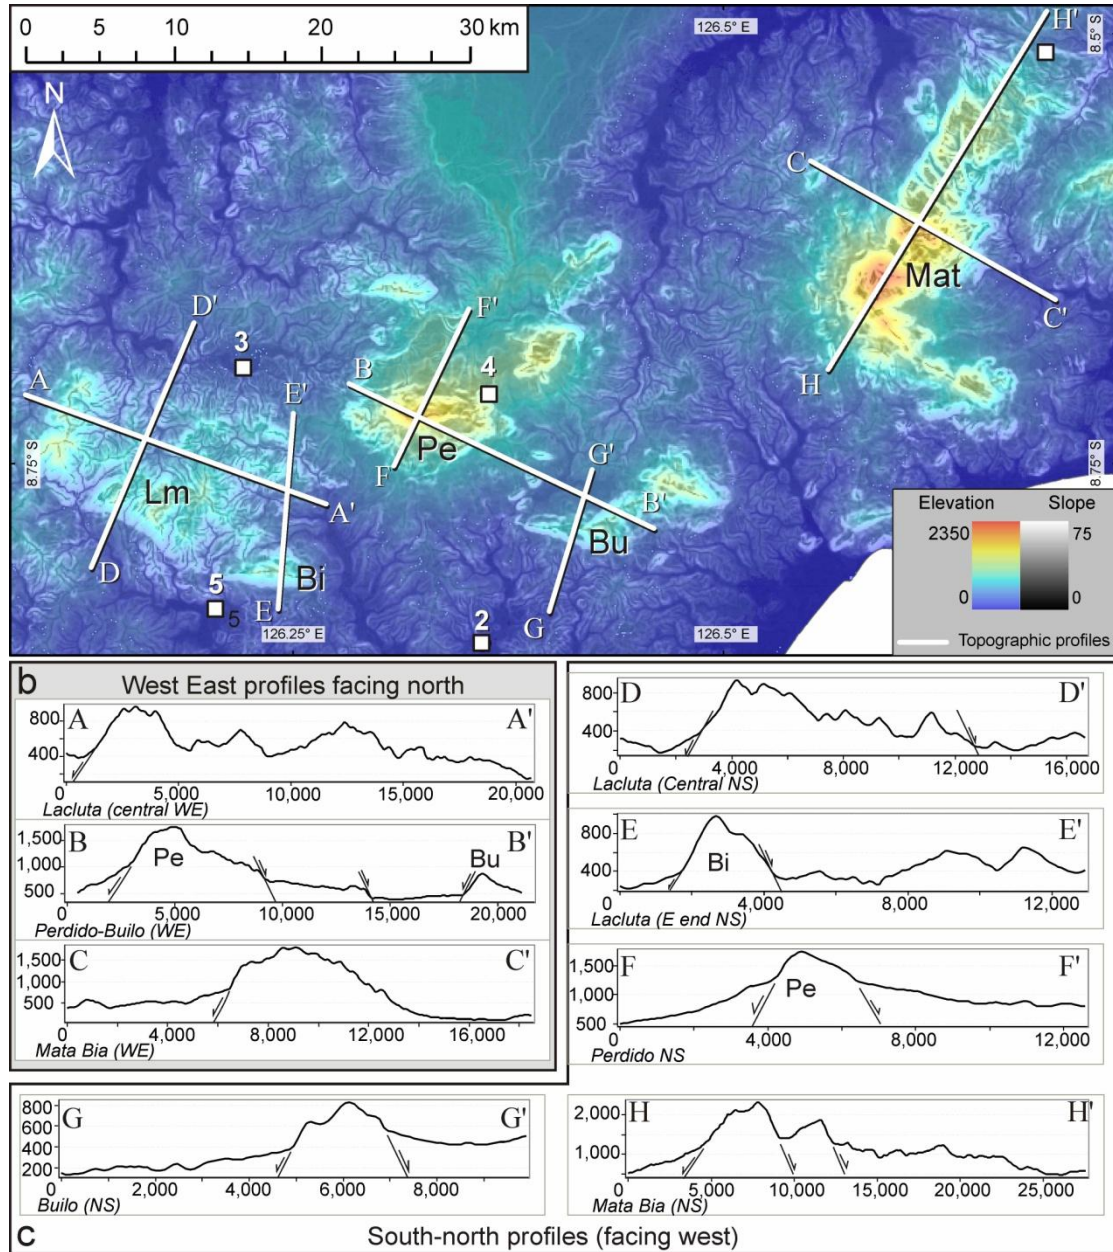 0 5 10 20 30 km
126.5° E
8.5° S
H'
N
C
Mat
C'
H
D'
3
F'
A
B
4
E'
Pe
F
8.75° S
8.75° S
G'
Lm
A'
B'
Bu
D
Bi
5
5
E
G
126.25° E
2
126.5° E
Elevation Slope
2350 75
0 0
Topographic profiles
b West East profiles facing north
A A'
800
400
5,000 10,000 15,000 20,000
Lacluta (central WE)
B B'
1,500
1,000
500
Pe Bu
0 5,000 10,000 15,000 20,000
Perdido-Builo (WE)
C C'
1,500
1,000
500
0 4,000 8,000 12,000 16,000
Mata Bia (WE)
D D'
800
400
0 4,000 8,000 12,000 16,000
Lacluta (Central NS)
E E'
800
400
Bi
0 4,000 8,000 12,000
Lacluta (E end NS)
F F'
1,500
1,000
500
Pe
0 4,000 8,000 12,000
Perdido NS
G G'
800
600
400
200
0 2,000 4,000 6,000 8,000
Builo (NS)
H H'
2,000
1,000
0 5,000 10,000 15,000 20,000 25,000
Mata Bia (NS)
c South-north profiles (facing west)